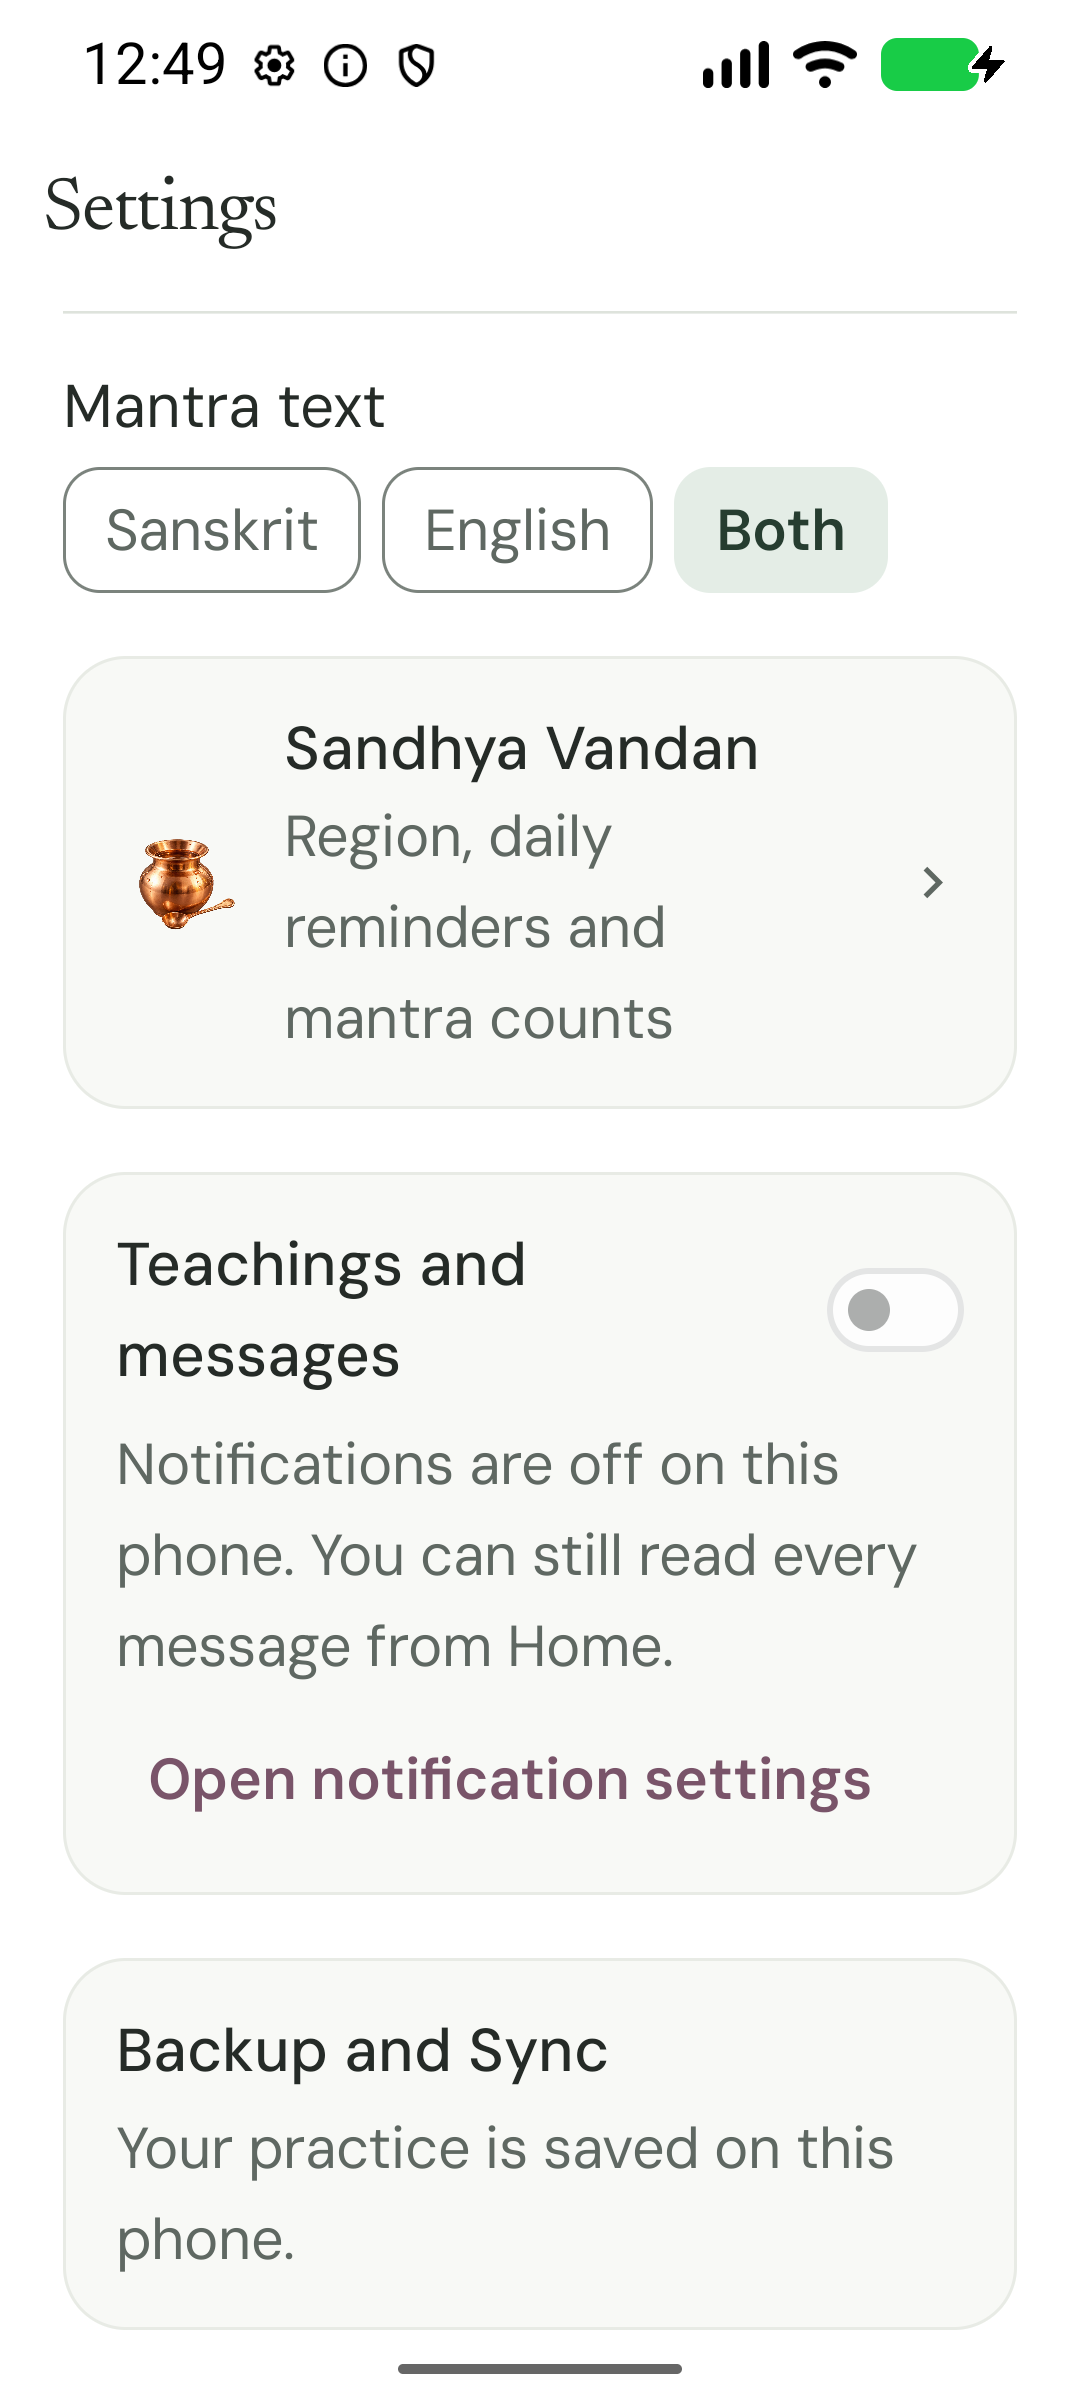 12:49
Settings
Mantra text
Sanskrit English Both
Sandhya Vandan
Region, daily
reminders and
mantra counts
Teachings and
messages
Notifications are off on this
phone. You can still read every
message from Home.
Open notification settings
Backup and Sync
Your practice is saved on this
phone.